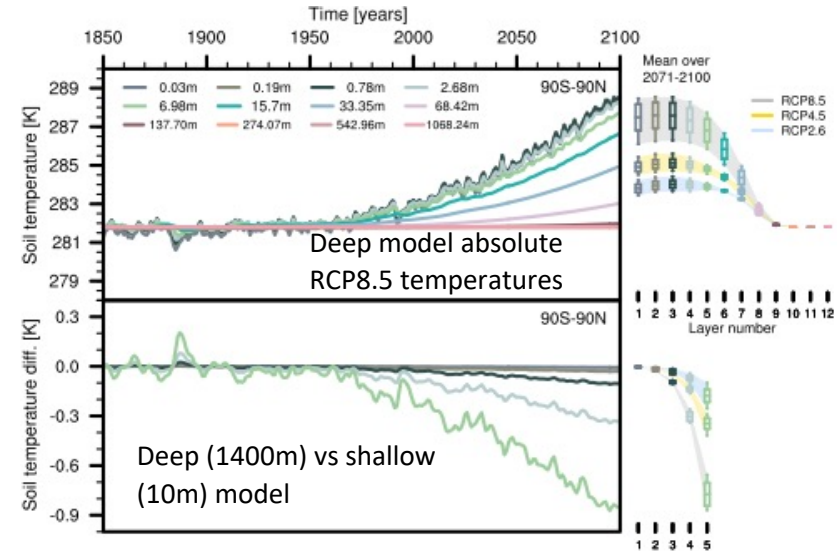 Time [years]
1850 1900 1950 2000 2050 2100
Mean over
2071-2100
289
287
285
283
281
279
Soil temperature [K]
0.03m 0.19m 0.78m 2.68m
6.98m 15.7m 33.35m 68.42m
137.70m 274.07m 542.96m 1068.24m
90S-90N
RCP8.5
RCP4.5
RCP2.6
Deep model absolute
RCP8.5 temperatures
1 2 3 4 5 6 7 8 9 10 11 12
Layer number
0.3
0.0
-0.3
-0.6
-0.9
Soil temperature diff. [K]
90S-90N
Deep (1400m) vs shallow
(10m) model
1 2 3 4 5